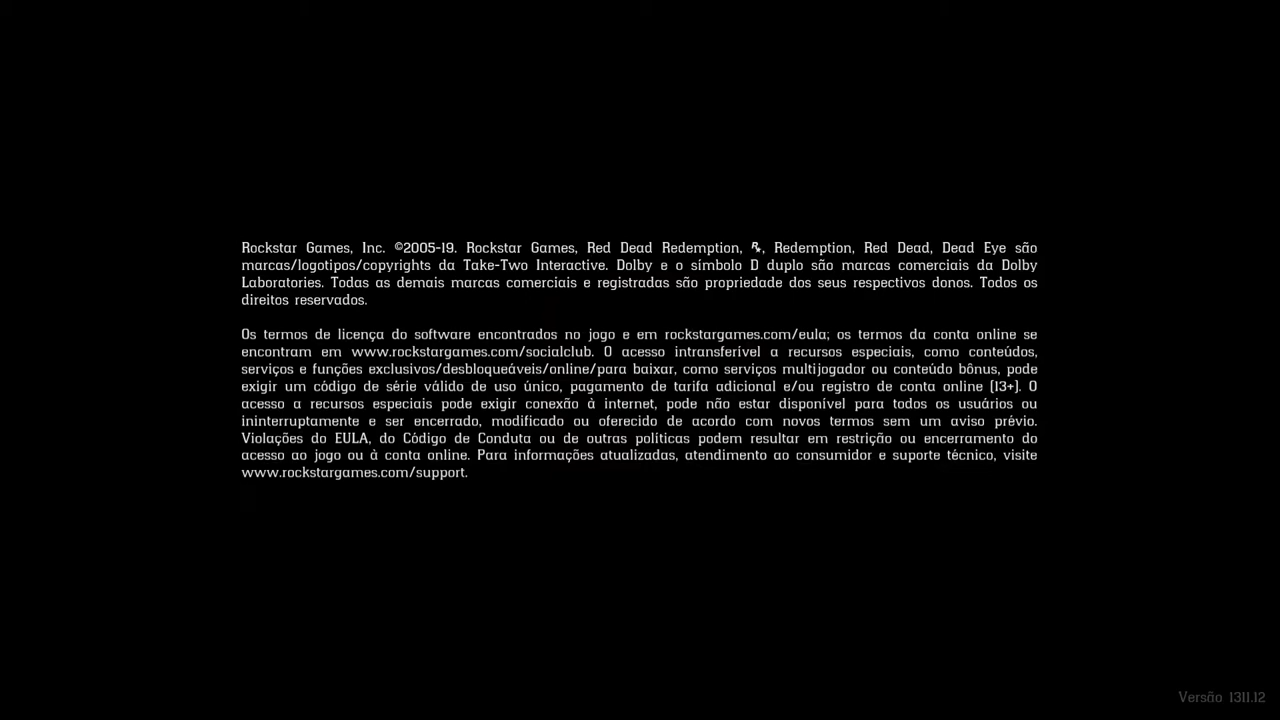 Rockstar Games, Inc. ©2005-19. Rockstar Games, Red Dead Redemption, R*, Redemption, Red Dead, Dead Eye são
marcas/logotipos/copyrights da Take-Two Interactive. Dolby e o símbolo D duplo são marcas comerciais da Dolby
Laboratories. Todas as demais marcas comerciais e registradas são propriedade dos seus respectivos donos. Todos os
direitos reservados.
Os termos de licença do software encontrados no jogo e em rockstargames.com/eula; os termos da conta online se
encontram em www.rockstargames.com/socialclub. O acesso intransferível a recursos especiais, como conteúdos,
serviços e funções exclusivos/desbloqueáveis/online/para baixar, como serviços multijogador ou conteúdo bônus, pode
exigir um código de série válido de uso único, pagamento de tarifa adicional e/ou registro de conta online (13+). O
acesso a recursos especiais pode exigir conexão à internet, pode não estar disponível para todos os usuários ou
ininterruptamente e ser encerrado, modificado ou oferecido de acordo com novos termos sem um aviso prévio.
Violações do EULA, do Código de Conduta ou de outras políticas podem resultar em restrição ou encerramento do
acesso ao jogo ou à conta online. Para informações atualizadas, atendimento ao consumidor e suporte técnico, visite
www.rockstargames.com/support.
Versão 1311.12